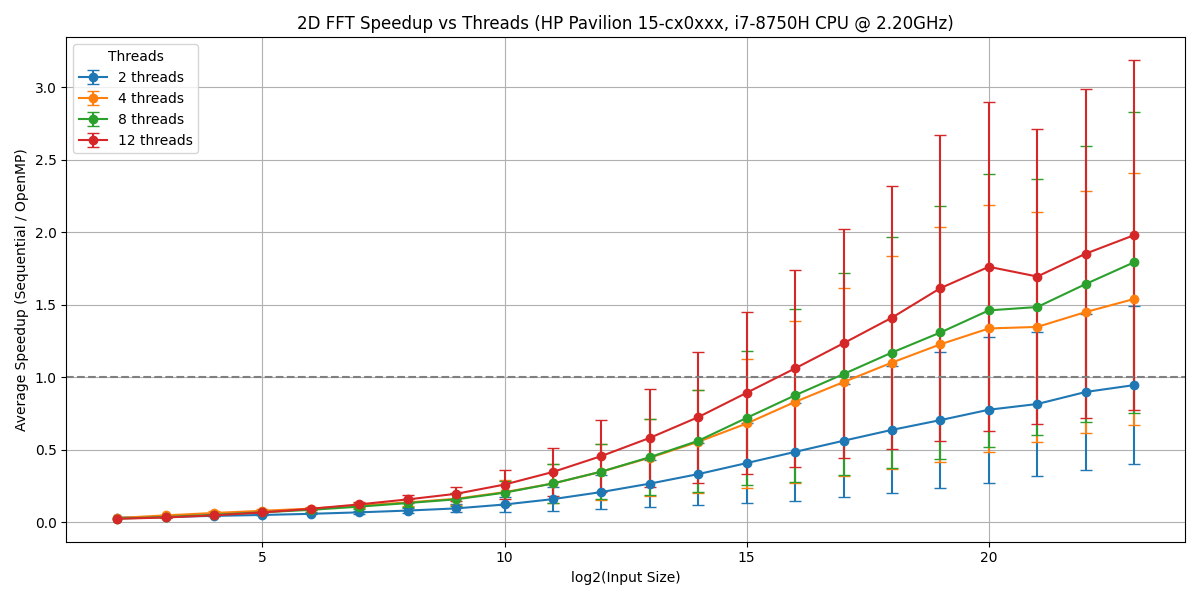 2D FFT Speedup vs Threads (HP Pavilion 15-cx0xxx, i7-8750H CPU @ 2.20GHz)
Threads
2 threads
4 threads
8 threads
12 threads
Average Speedup (Sequential / OpenMP)
3.0
2.5
2.0
1.5
1.0
0.5
0.0
5
10
15
20
log2(Input Size)